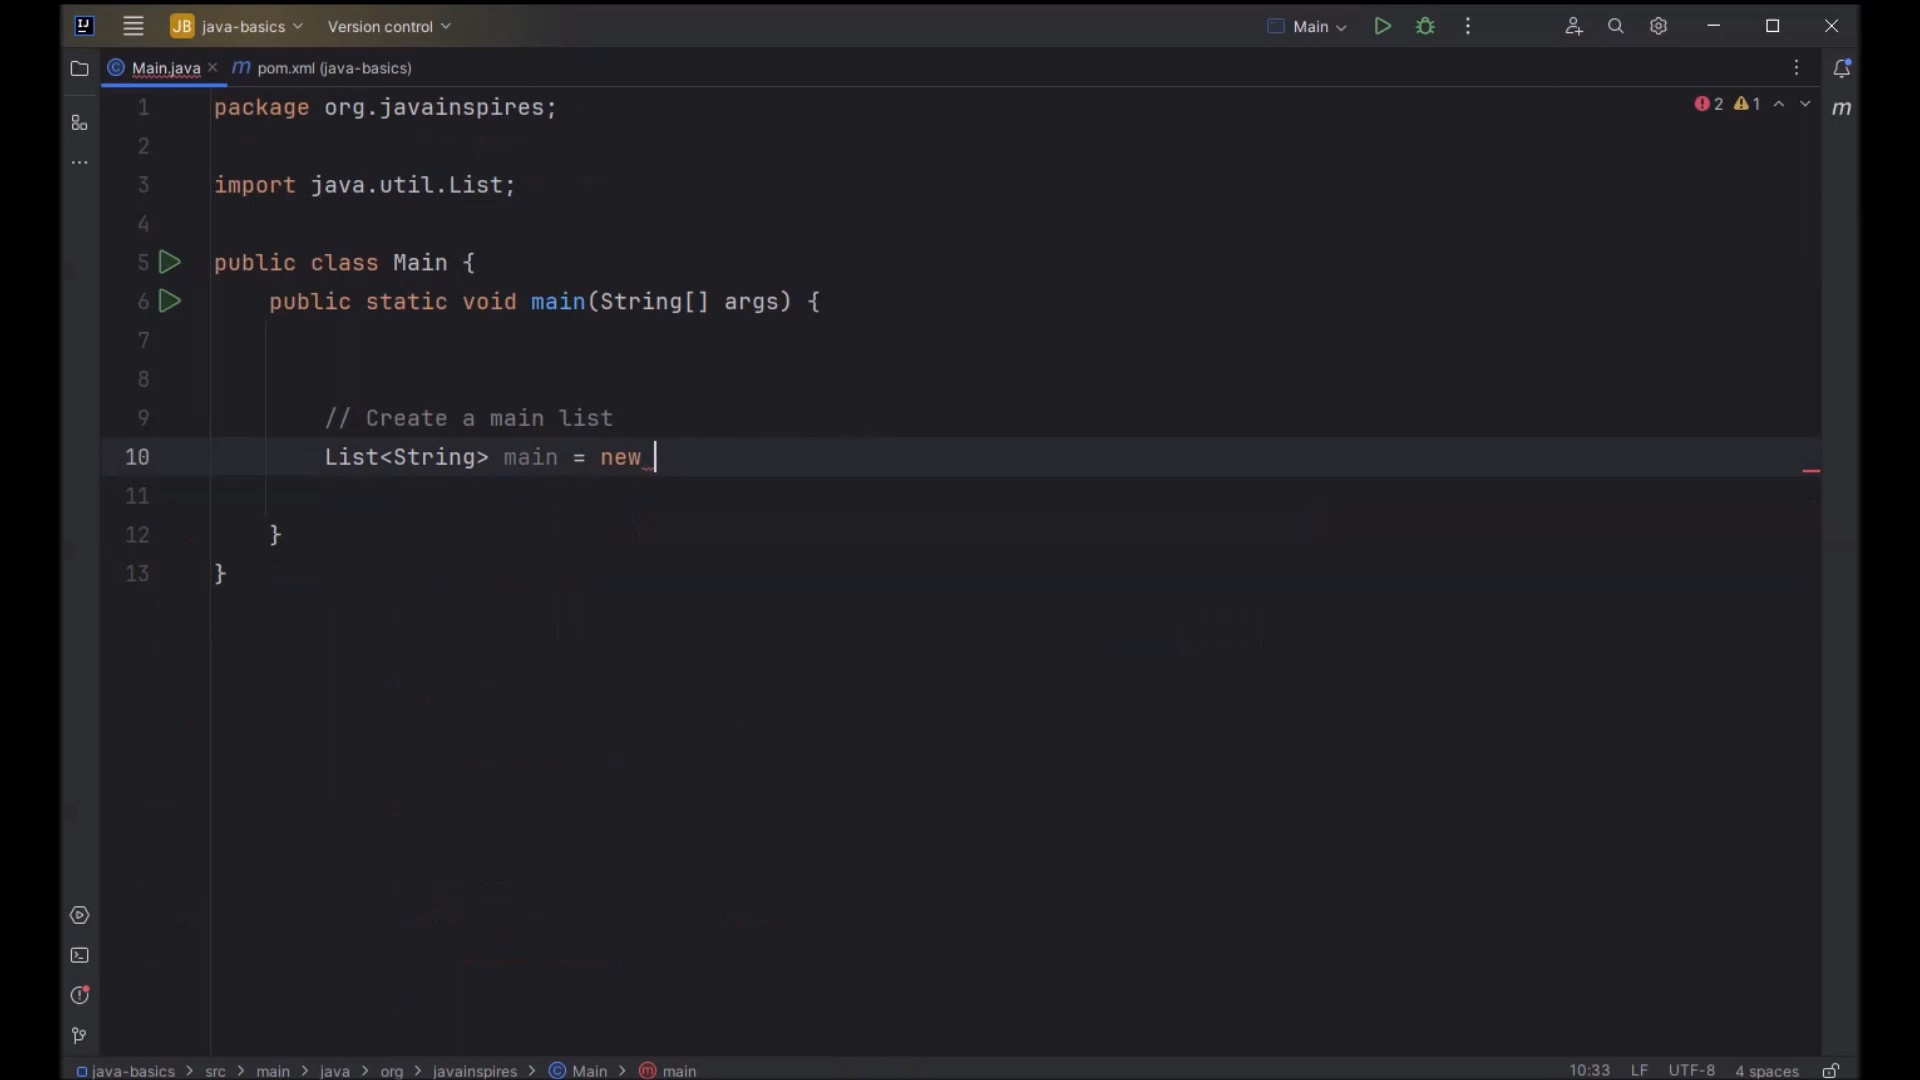 IJ JB java-basics Version control Main
Main.java m pom.xml (java-basics)
1 package org.javainspires; 2 1 m
2
3 import java.util.List;
4
5 public class Main {
6 public static void main(String[] args) {
7
8
9 // Create a main list
10 List<String> main = new
11
12 }
13 }
java-basics > src > main > java > org > javainspires > C Main > m main 10:33 LF UTF-8 4 spaces